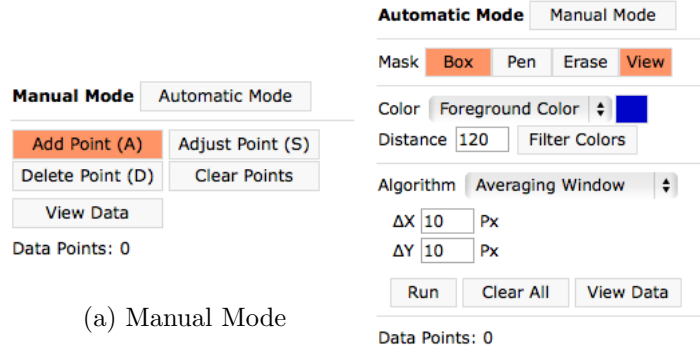 Manual Mode Automatic Mode
Add Point (A) Adjust Point (S)
Delete Point (D) Clear Points
View Data
Data Points: 0
(a) Manual Mode
Automatic Mode Manual Mode
Mask Box Pen Erase View
Color Foreground Color
Distance 120 Filter Colors
Algorithm Averaging Window
ΔX 10 Px
ΔY 10 Px
Run Clear All View Data
Data Points: 0